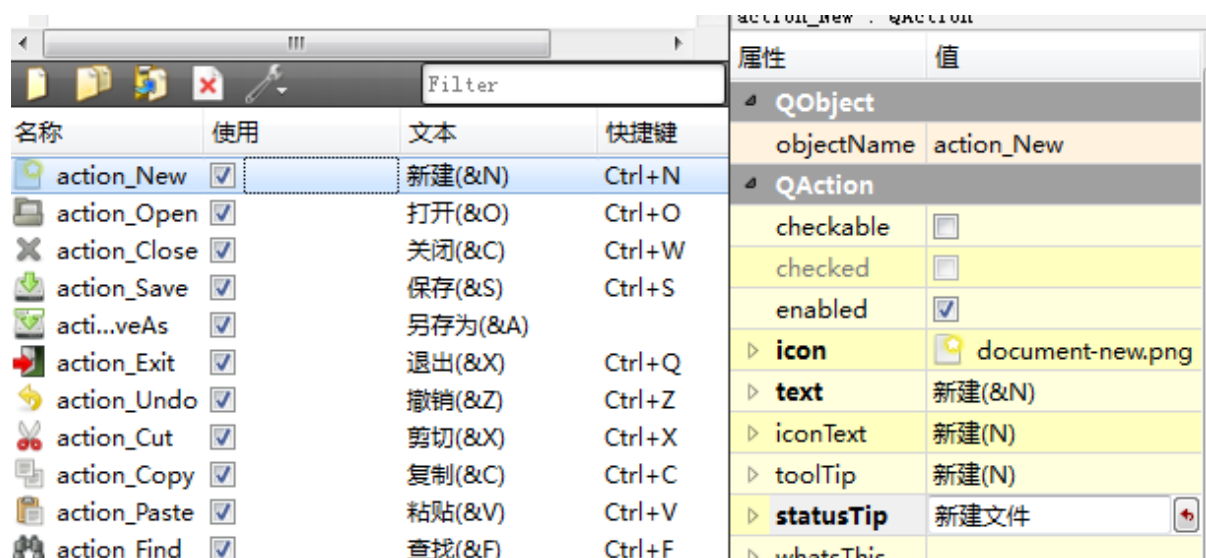 action_New : QAction
Filter
名称 使用 文本 快捷键
action_New 新建(&N) Ctrl+N
action_Open 打开(&O) Ctrl+O
action_Close 关闭(&C) Ctrl+W
action_Save 保存(&S) Ctrl+S
acti...veAs 另存为(&A)
action_Exit 退出(&X) Ctrl+Q
action_Undo 撤销(&Z) Ctrl+Z
action_Cut 剪切(&X) Ctrl+X
action_Copy 复制(&C) Ctrl+C
action_Paste 粘贴(&V) Ctrl+V
action_Find 查找(&F) Ctrl+F
属性 值
QObject
objectName action_New
QAction
checkable
checked
enabled
icon document-new.png
text 新建(&N)
iconText 新建(N)
toolTip 新建(N)
statusTip 新建文件
whatsThis